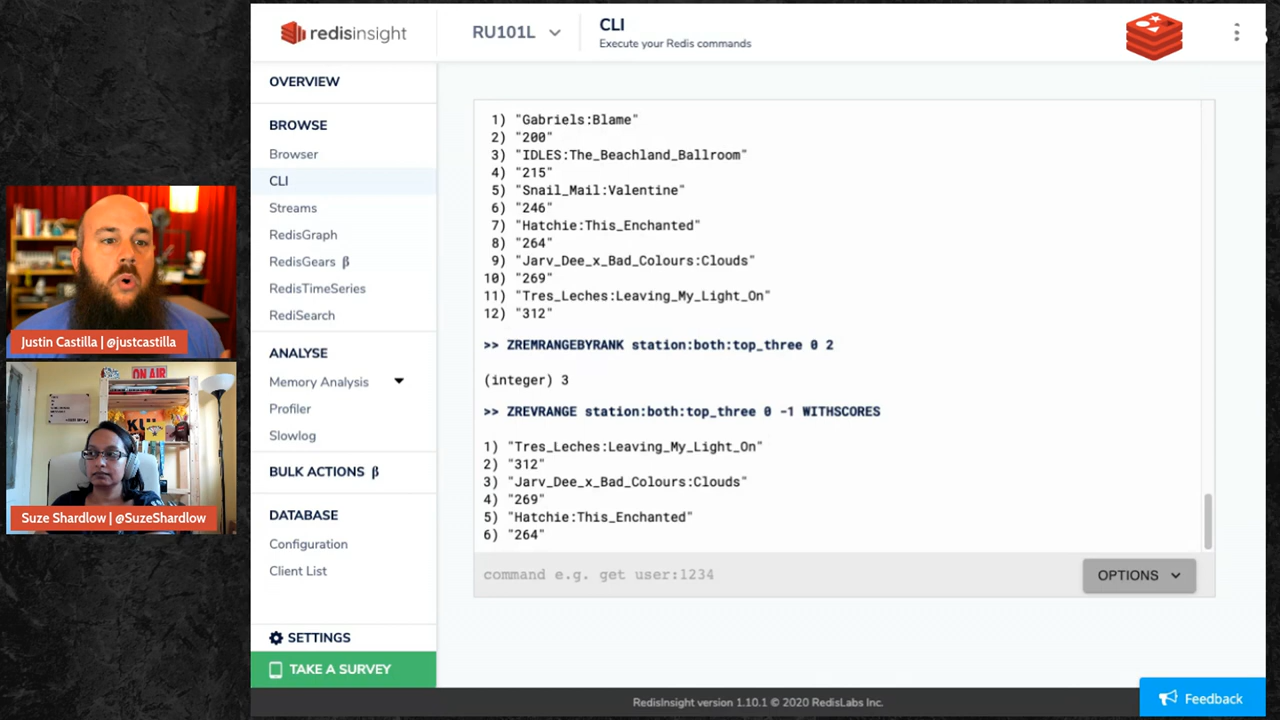 redisinsight
RU101L
CLI
Execute your Redis commands
OVERVIEW
BROWSE
Browser
CLI
Streams
RedisGraph
RedisGears β
RedisTimeSeries
RediSearch
ANALYSE
Memory Analysis
Profiler
Slowlog
BULK ACTIONS β
DATABASE
Configuration
Client List
SETTINGS
TAKE A SURVEY
1) "Gabriels:Blame"
2) "200"
3) "IDLES:The_Beachland_Ballroom"
4) "215"
5) "Snail_Mail:Valentine"
6) "246"
7) "Hatchie:This_Enchanted"
8) "264"
9) "Jarv_Dee_x_Bad_Colours:Clouds"
10) "269"
11) "Tres_Leches:Leaving_My_Light_On"
12) "312"
>> ZREMRANGEBYRANK station:both:top_three 0 2
(integer) 3
>> ZREVRANGE station:both:top_three 0 -1 WITHSCORES
1) "Tres_Leches:Leaving_My_Light_On"
2) "312"
3) "Jarv_Dee_x_Bad_Colours:Clouds"
4) "269"
5) "Hatchie:This_Enchanted"
6) "264"
command e.g. get user:1234
OPTIONS
RedisInsight version 1.10.1 © 2020 RedisLabs Inc.
Feedback
Justin Castilla | @justcastilla
ON AIR
Suze Shardlow | @SuzeShardlow